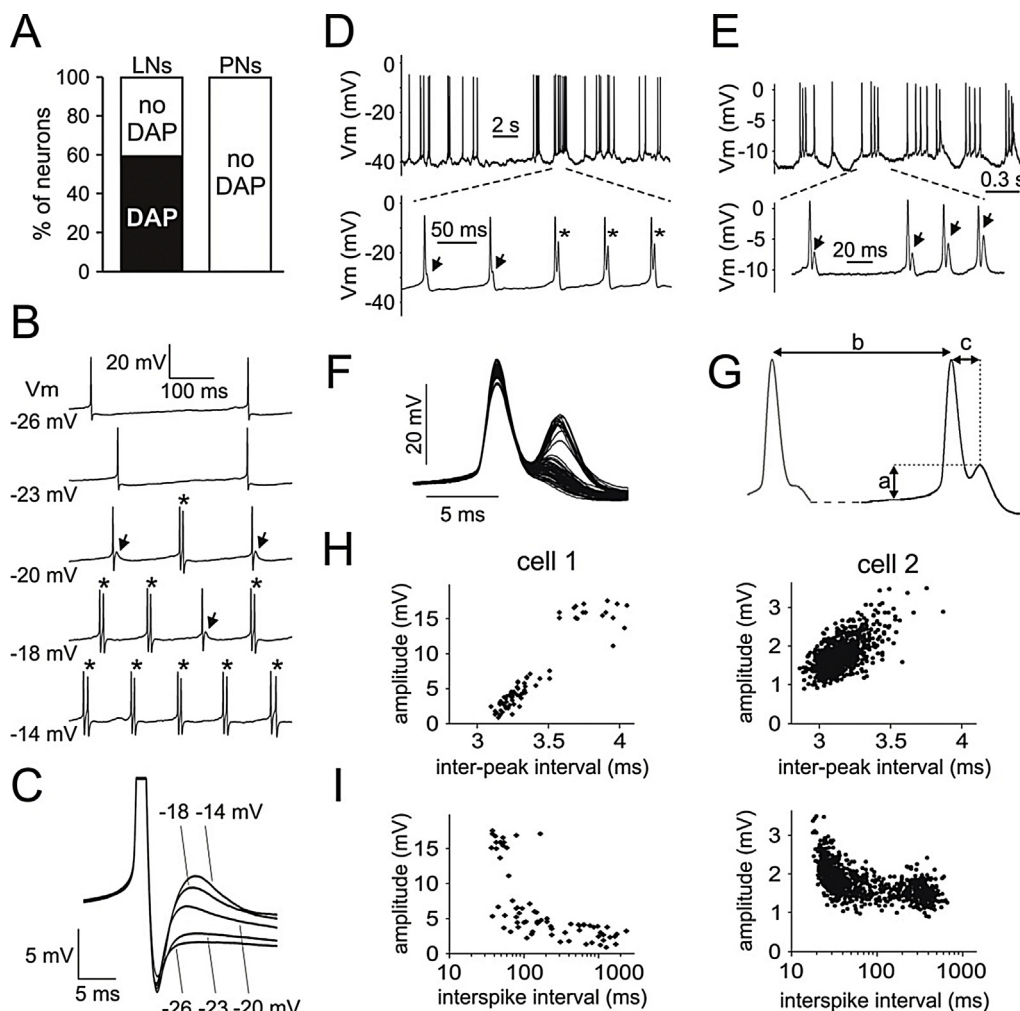 A
LNs PNs
% of neurons
100
80
60
40
20
0
no DAP
DAP
no DAP
B
20 mV
100 ms
Vm
-26 mV
-23 mV
*
-20 mV
* * *
-18 mV
* * * * *
-14 mV
C
-18 -14 mV
5 mV
5 ms
-26 -23 -20 mV
D
Vm (mV)
0
-20
-40
2 s
Vm (mV)
0
-20
-40
50 ms
* * *
E
Vm (mV)
0
-5
-10
0.3 s
Vm (mV)
0
-5
-10
20 ms
F
20 mV
5 ms
G
b
c
a
H
cell 1
amplitude (mV)
15
10
5
0
3 3.5 4
inter-peak interval (ms)
cell 2
amplitude (mV)
3
2
1
0
3 4
inter-peak interval (ms)
I
amplitude (mV)
15
10
5
0
10 100 1000
interspike interval (ms)
amplitude (mV)
3
2
1
0
10 100 1000
interspike interval (ms)